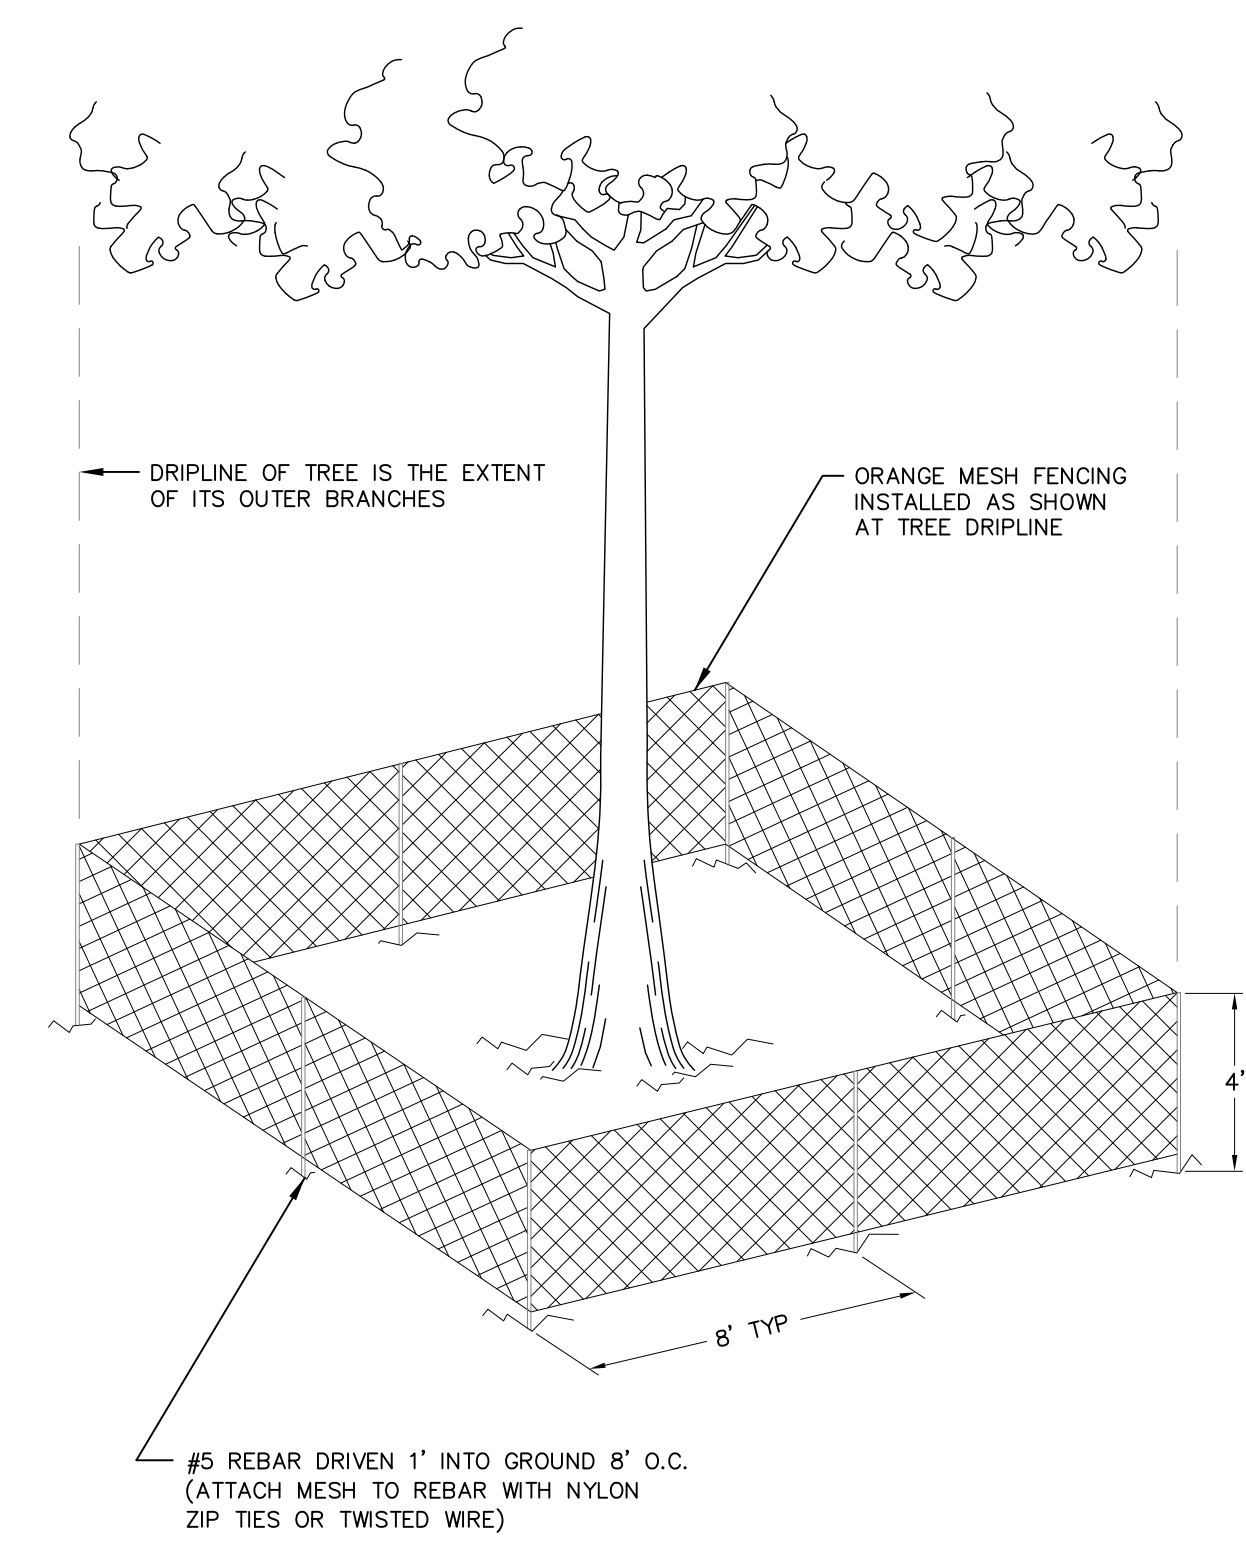 DRIPLINE OF TREE IS THE EXTENT
OF ITS OUTER BRANCHES
ORANGE MESH FENCING
INSTALLED AS SHOWN
AT TREE DRIPLINE
4'
8' TYP
#5 REBAR DRIVEN 1' INTO GROUND 8' O.C.
(ATTACH MESH TO REBAR WITH NYLON
ZIP TIES OR TWISTED WIRE)